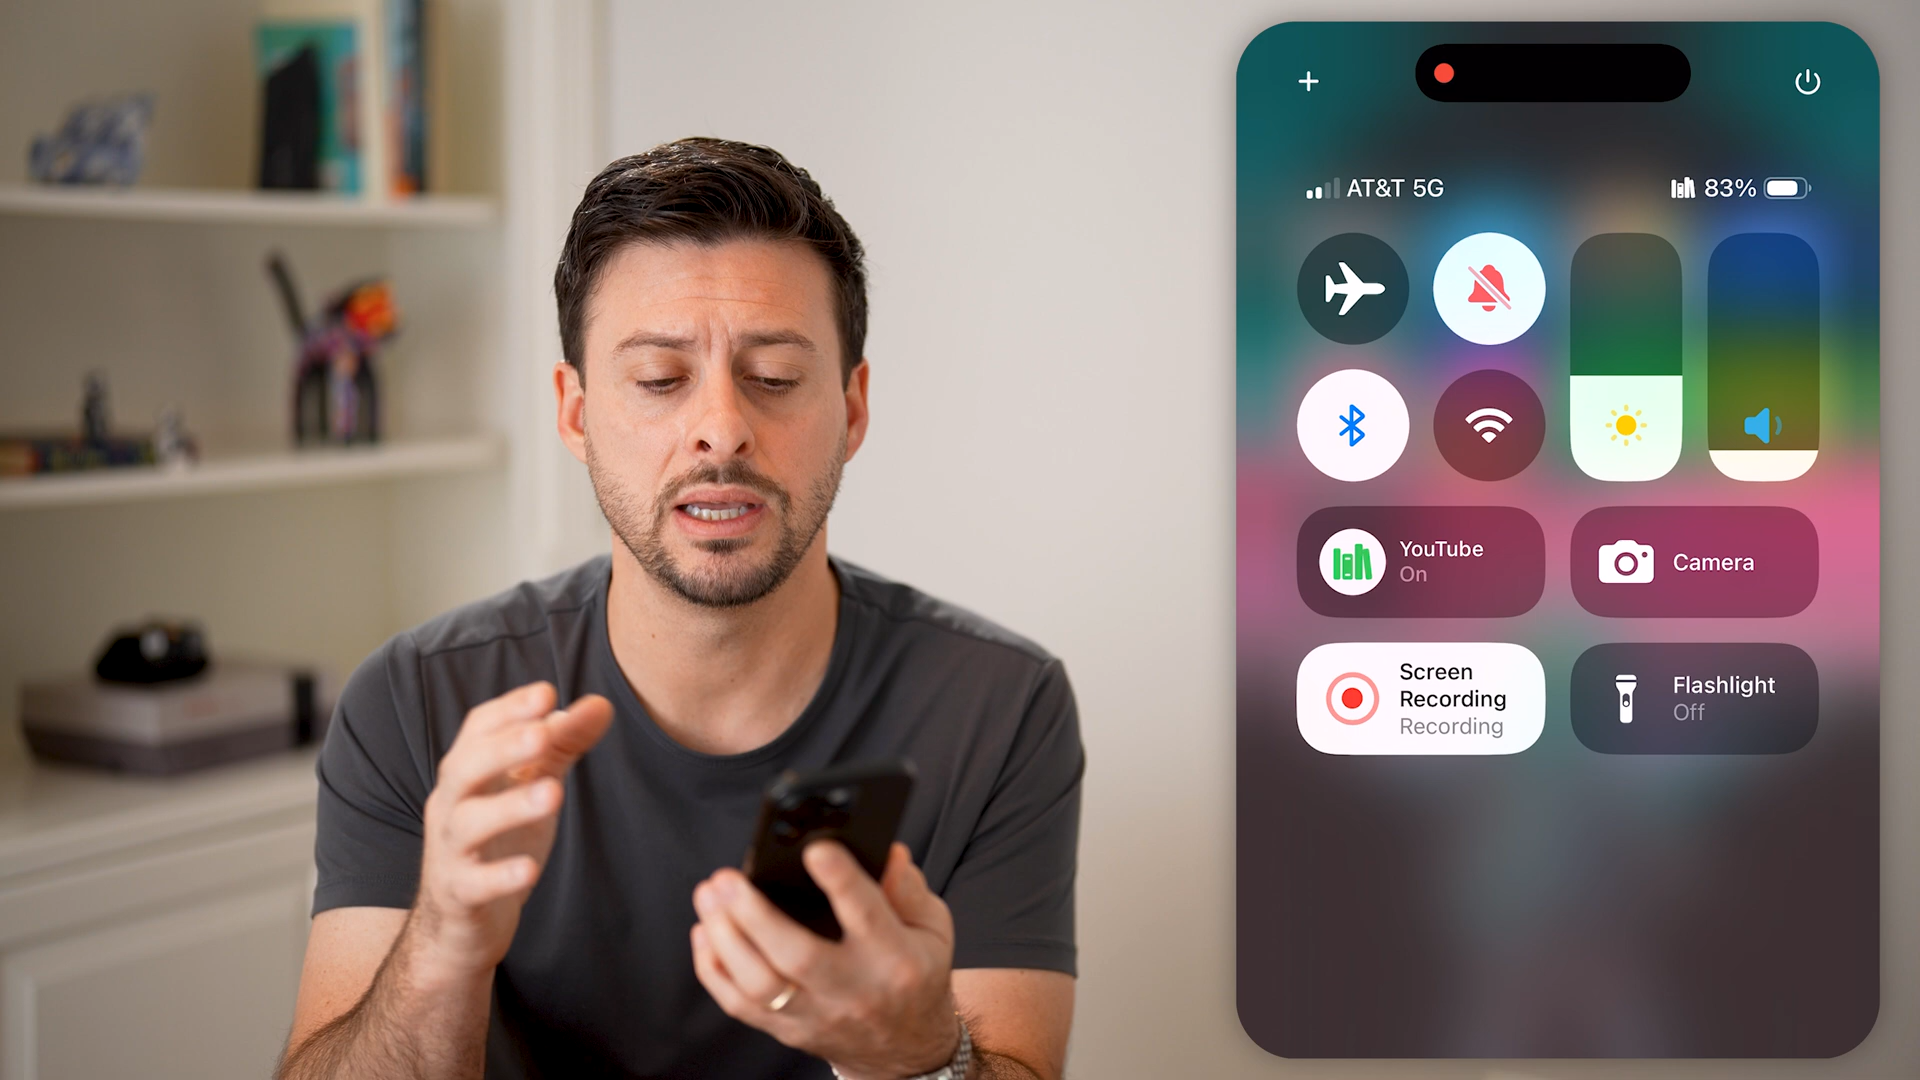 AT&T 5G
83%
YouTube
On
Camera
Screen
Recording
Recording
Flashlight
Off